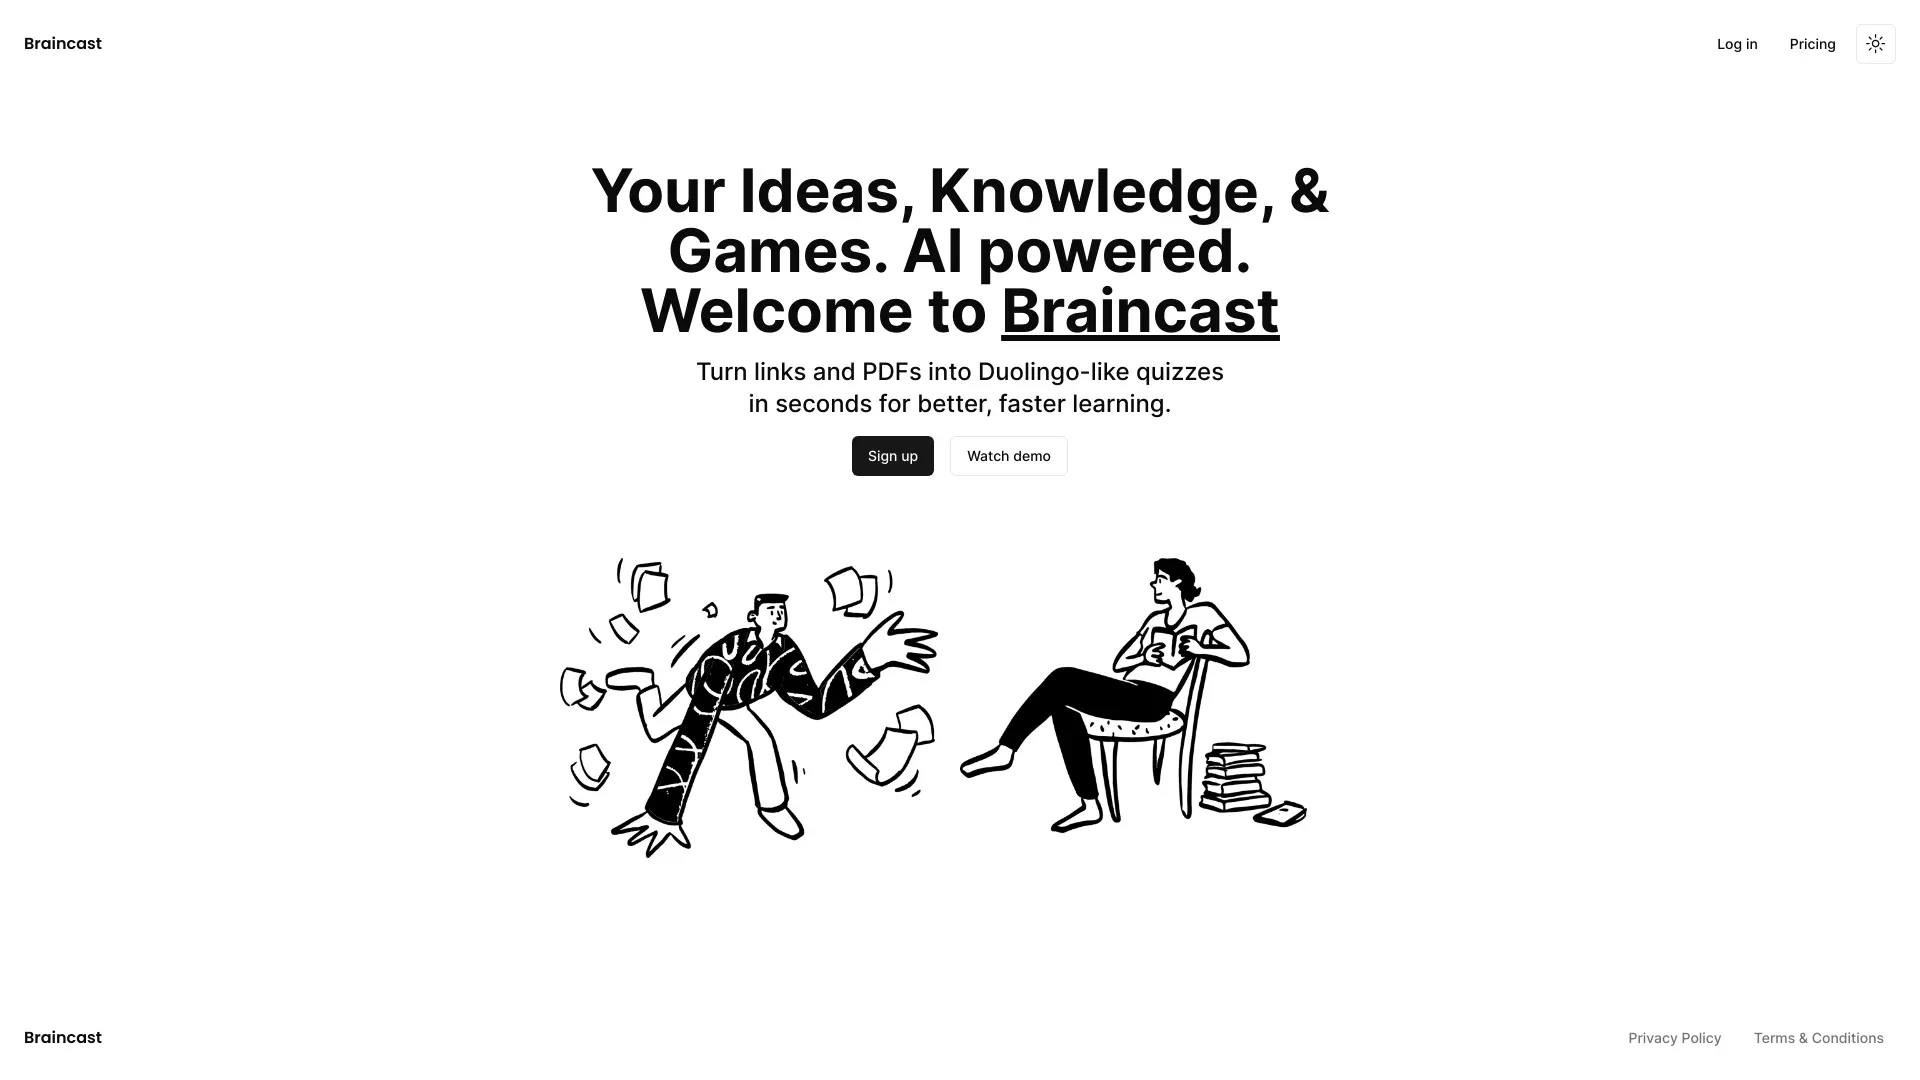 Braincast
Log in
Pricing
Your Ideas, Knowledge, &
Games. AI powered.
Welcome to Braincast
Turn links and PDFs into Duolingo-like quizzes
in seconds for better, faster learning.
Sign up
Watch demo
Braincast
Privacy Policy
Terms & Conditions